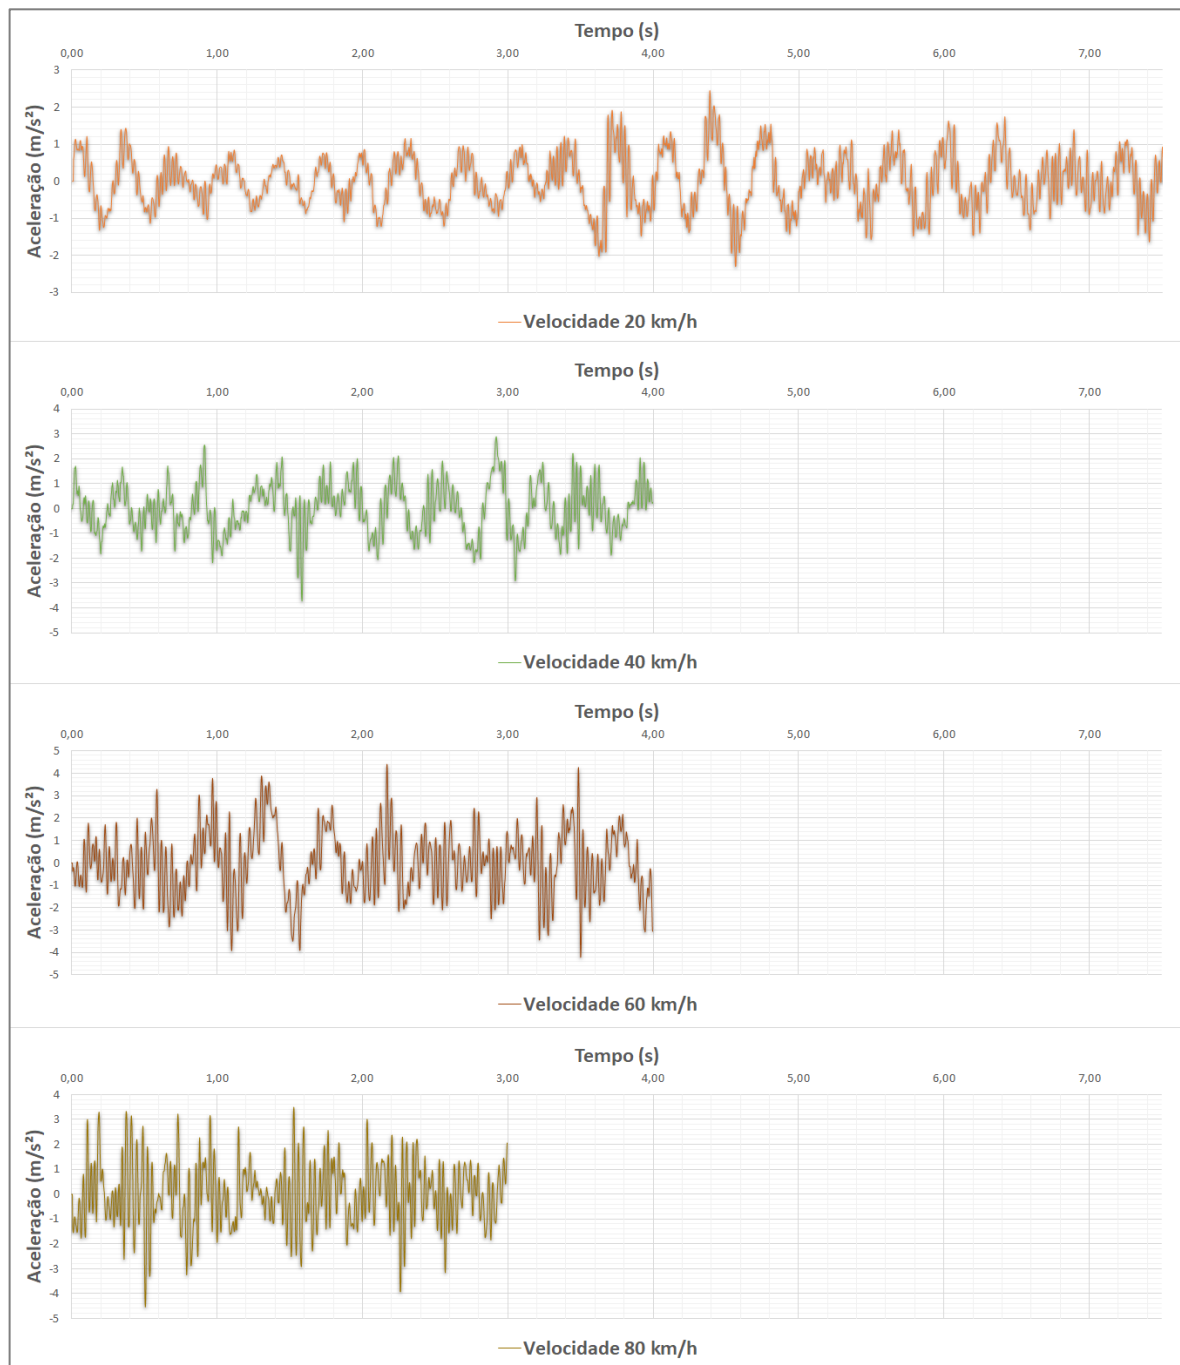 Tempo (s)
0,00 1,00 2,00 3,00 4,00 5,00 6,00 7,00
3
2
1
0
-1
-2
-3
Aceleração (m/s²)
Velocidade 20 km/h
Tempo (s)
0,00 1,00 2,00 3,00 4,00 5,00 6,00 7,00
4
3
2
1
0
-1
-2
-3
-4
-5
Aceleração (m/s²)
Velocidade 40 km/h
Tempo (s)
0,00 1,00 2,00 3,00 4,00 5,00 6,00 7,00
5
4
3
2
1
0
-1
-2
-3
-4
-5
Aceleração (m/s²)
Velocidade 60 km/h
Tempo (s)
0,00 1,00 2,00 3,00 4,00 5,00 6,00 7,00
4
3
2
1
0
-1
-2
-3
-4
-5
Aceleração (m/s²)
Velocidade 80 km/h